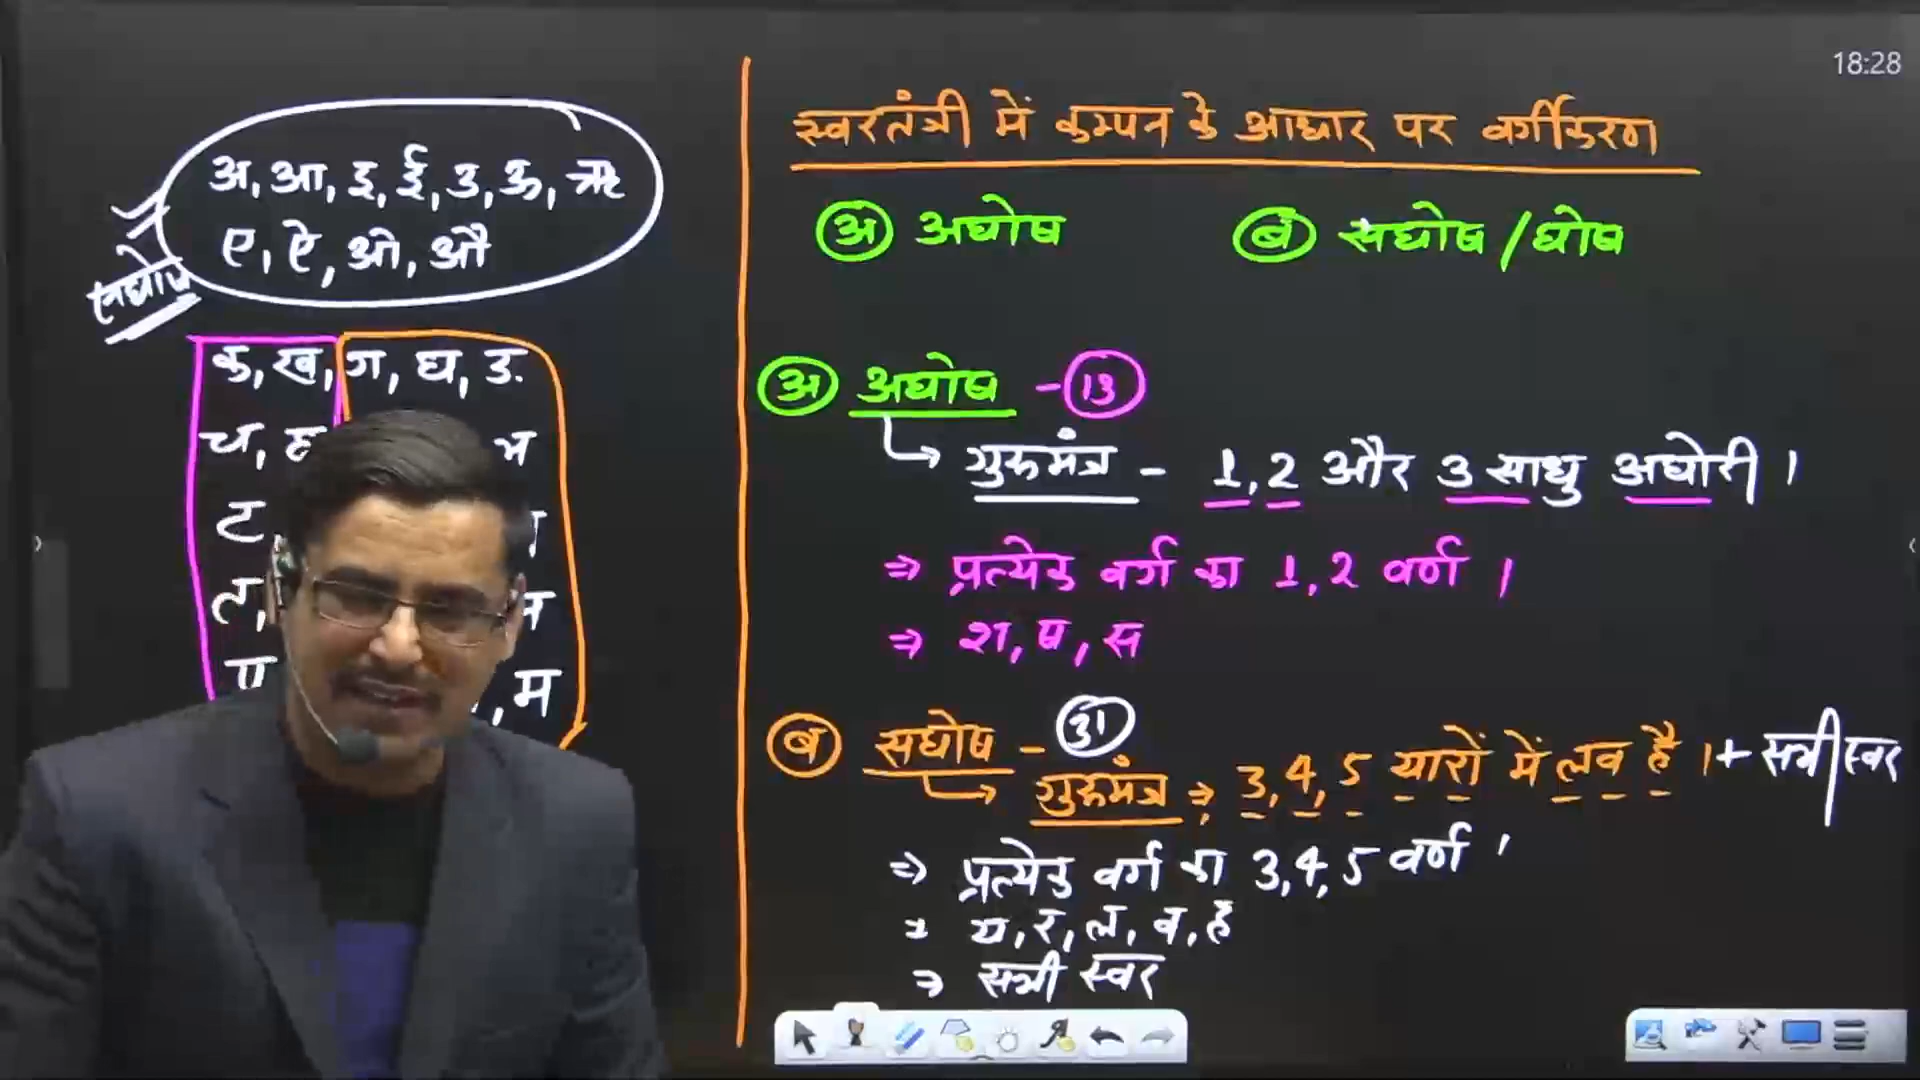 18:28
अ, आ, इ, ई, उ, ऊ, ऋ
ए, ऐ, ओ, औ
सघोष
क, ख, ग, घ, ङ
च, छ
ट,
त,
प
, म
स्वरतंत्री में कम्पन के आधार पर वर्गीकरण
अ अघोष ब सघोष / घोष
अ अघोष - 13
गुरुमंत्र - 1, 2 और 3 साधु अघोरी ।
⇒ प्रत्येक वर्ग का 1, 2 वर्ण ।
⇒ श, ष, स
ब सघोष - 31
गुरुमंत्र ⇒ 3, 4, 5 यारों में लव है । + सभी स्वर
⇒ प्रत्येक वर्ग का 3, 4, 5 वर्ण ।
⇒ य, र, ल, व, ह
⇒ सभी स्वर